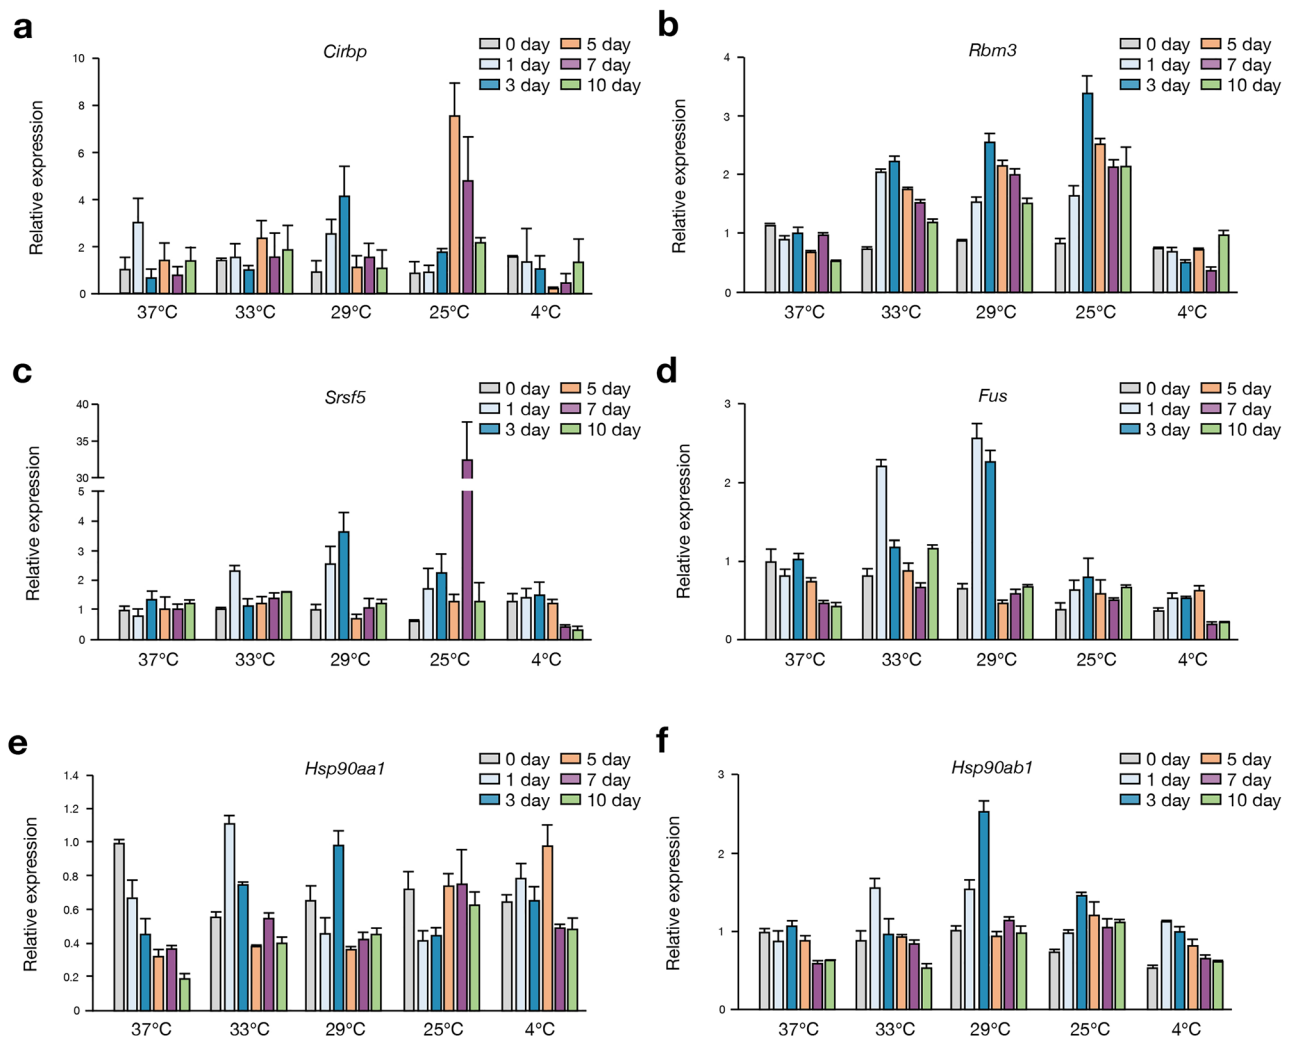 a
Cirbp
0 day
5 day
1 day
7 day
3 day
10 day
Relative expression
10
8
6
4
2
0
37°C
33°C
29°C
25°C
4°C
b
Rbm3
0 day
5 day
1 day
7 day
3 day
10 day
Relative expression
4
3
2
1
0
37°C
33°C
29°C
25°C
4°C
c
Srsf5
0 day
5 day
1 day
7 day
3 day
10 day
Relative expression
40
35
30
5
4
3
2
1
0
37°C
33°C
29°C
25°C
4°C
d
Fus
0 day
5 day
1 day
7 day
3 day
10 day
Relative expression
3
2
1
0
37°C
33°C
29°C
25°C
4°C
e
Hsp90aa1
0 day
5 day
1 day
7 day
3 day
10 day
Relative expression
1.4
1.2
1.0
0.8
0.6
0.4
0.2
0
37°C
33°C
29°C
25°C
4°C
f
Hsp90ab1
0 day
5 day
1 day
7 day
3 day
10 day
Relative expression
3
2
1
0
37°C
33°C
29°C
25°C
4°C